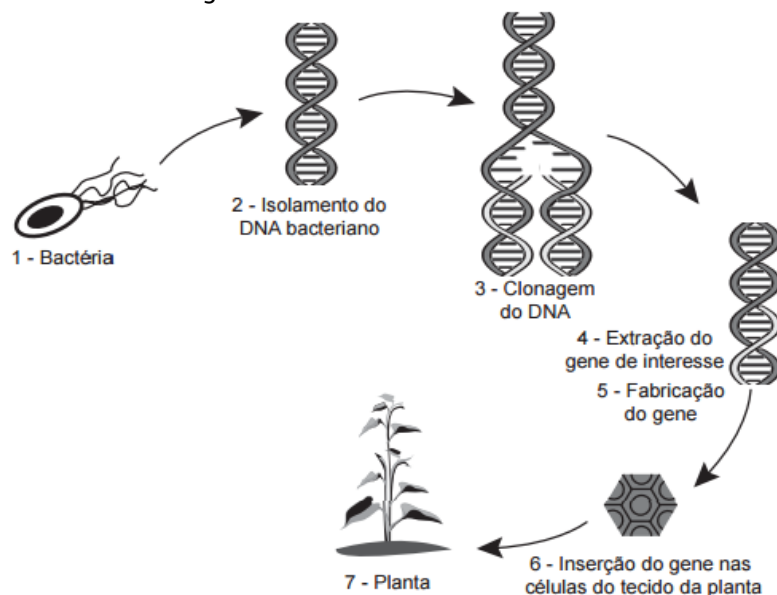 1 - Bactéria
2 - Isolamento do
DNA bacteriano
3 - Clonagem
do DNA
4 - Extração do
gene de interesse
5 - Fabricação
do gene
6 - Inserção do gene nas
células do tecido da planta
7 - Planta